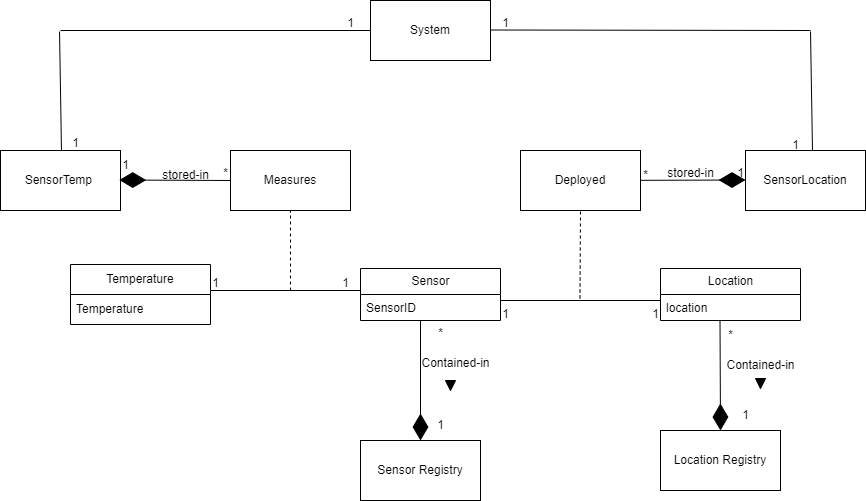 System
1
1
1
1
SensorTemp
1
stored-in
*
Measures
Deployed
*
stored-in
1
SensorLocation
Temperature
Temperature
1
1
Sensor
SensorID
1
1
Location
location
*
Contained-in
1
Sensor Registry
*
Contained-in
1
Location Registry